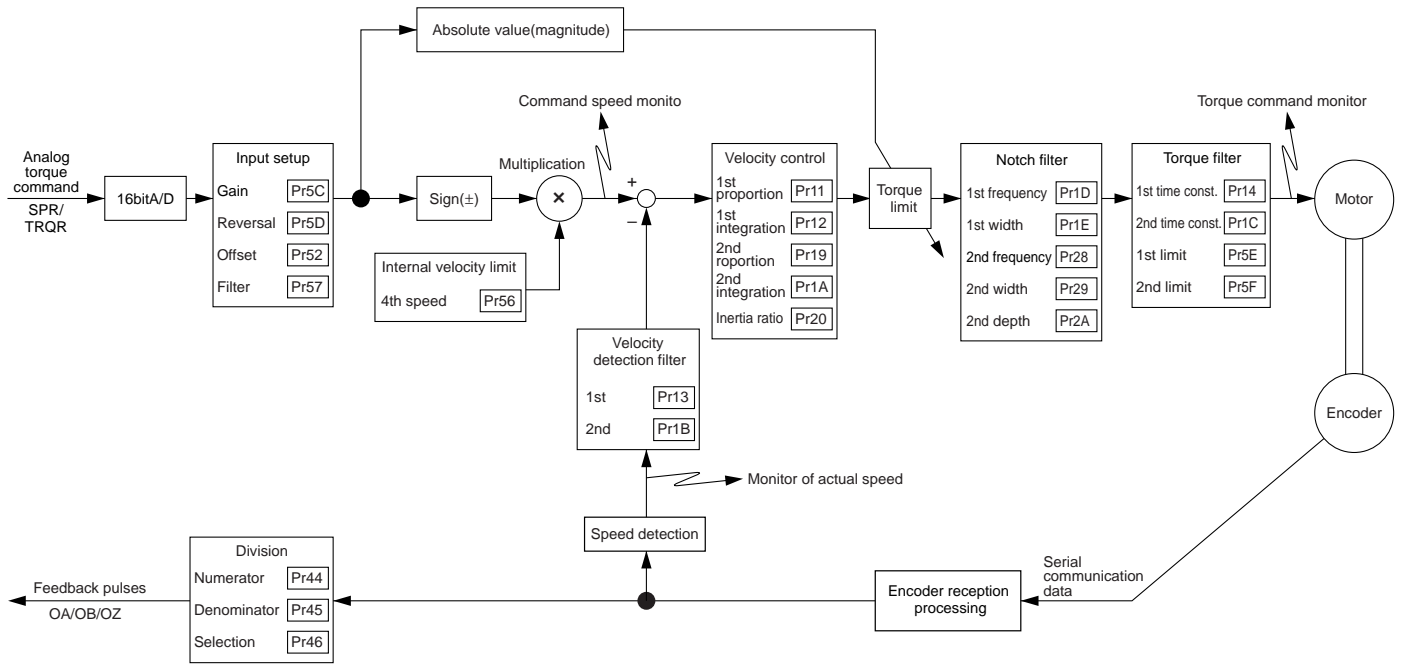 Absolute value(magnitude)
Command speed monito
Torque command monitor
Analog
torque
command
SPR/
TRQR
16bitA/D
Input setup
Gain Pr5C
Reversal Pr5D
Offset Pr52
Filter Pr57
Sign(±)
Multiplication
×
+
−
Internal velocity limit
4th speed Pr56
Velocity control
1st
proportion Pr11
1st
integration Pr12
2nd
roportion Pr19
2nd
integration Pr1A
Inertia ratio Pr20
Torque
limit
Notch filter
1st frequency Pr1D
1st width Pr1E
2nd frequency Pr28
2nd width Pr29
2nd depth Pr2A
Torque filter
1st time const. Pr14
2nd time const. Pr1C
1st limit Pr5E
2nd limit Pr5F
Motor
Encoder
Velocity
detection filter
1st Pr13
2nd Pr1B
Monitor of actual speed
Speed detection
Division
Numerator Pr44
Denominator Pr45
Selection Pr46
Feedback pulses
OA/OB/OZ
Encoder reception
processing
Serial
communication
data